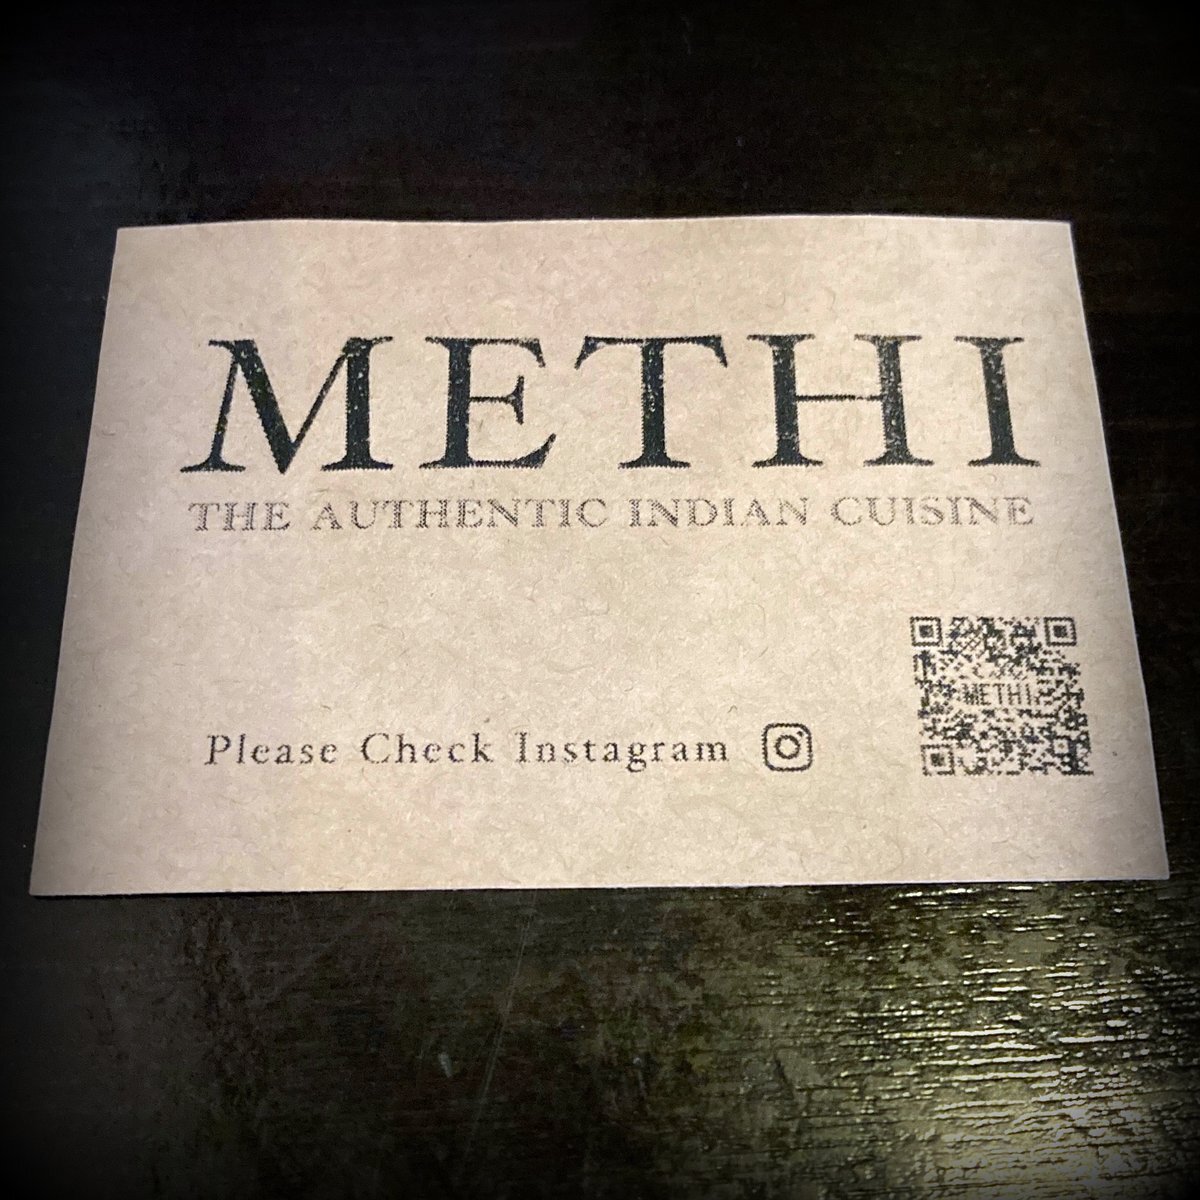 METHI
THE AUTHENTIC INDIAN CUISINE
METHI
Please Check Instagram